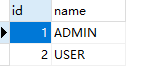 id name
1 ADMIN
2 USER